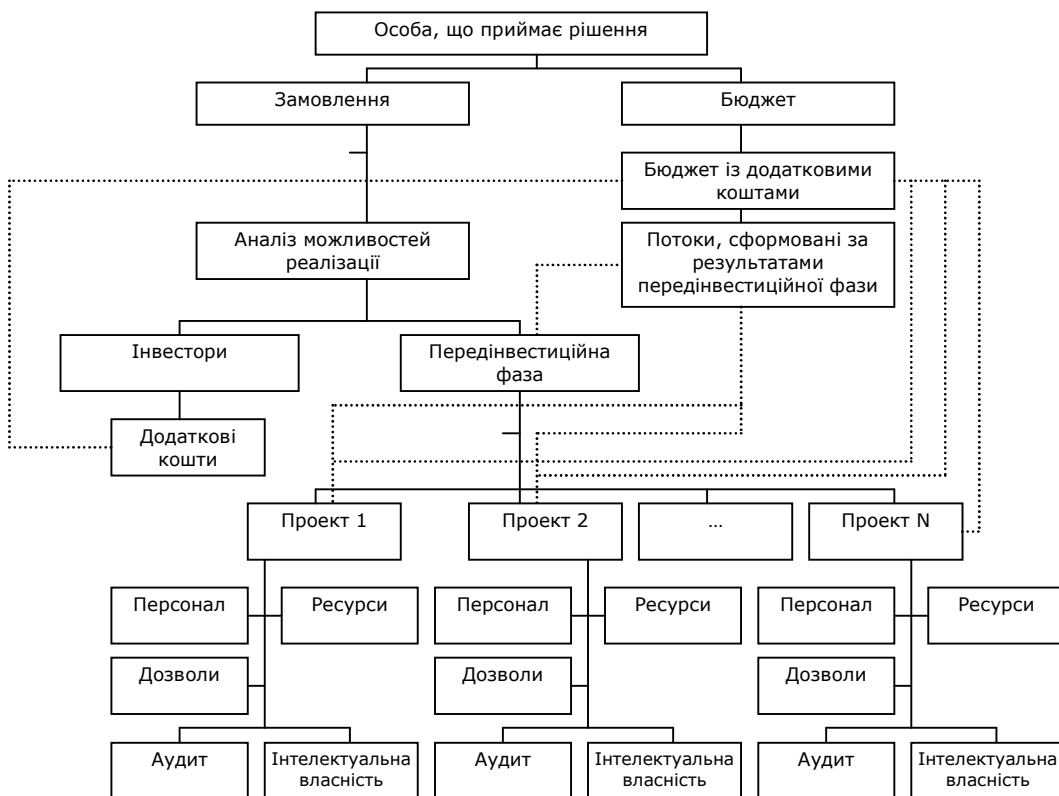 Особа, що приймає рішення
Замовлення
Бюджет
Бюджет із додатковими
коштами
Аналіз можливостей
реалізації
Потоки, сформовані за
результатами
передінвестиційної фази
Інвестори
Передінвестиційна
фаза
Додаткові
кошти
Проект 1
Проект 2
...
Проект N
Персонал
Ресурси
Персонал
Ресурси
Персонал
Ресурси
Дозволи
Дозволи
Дозволи
Аудит
Інтелектуальна
власність
Аудит
Інтелектуальна
власність
Аудит
Інтелектуальна
власність